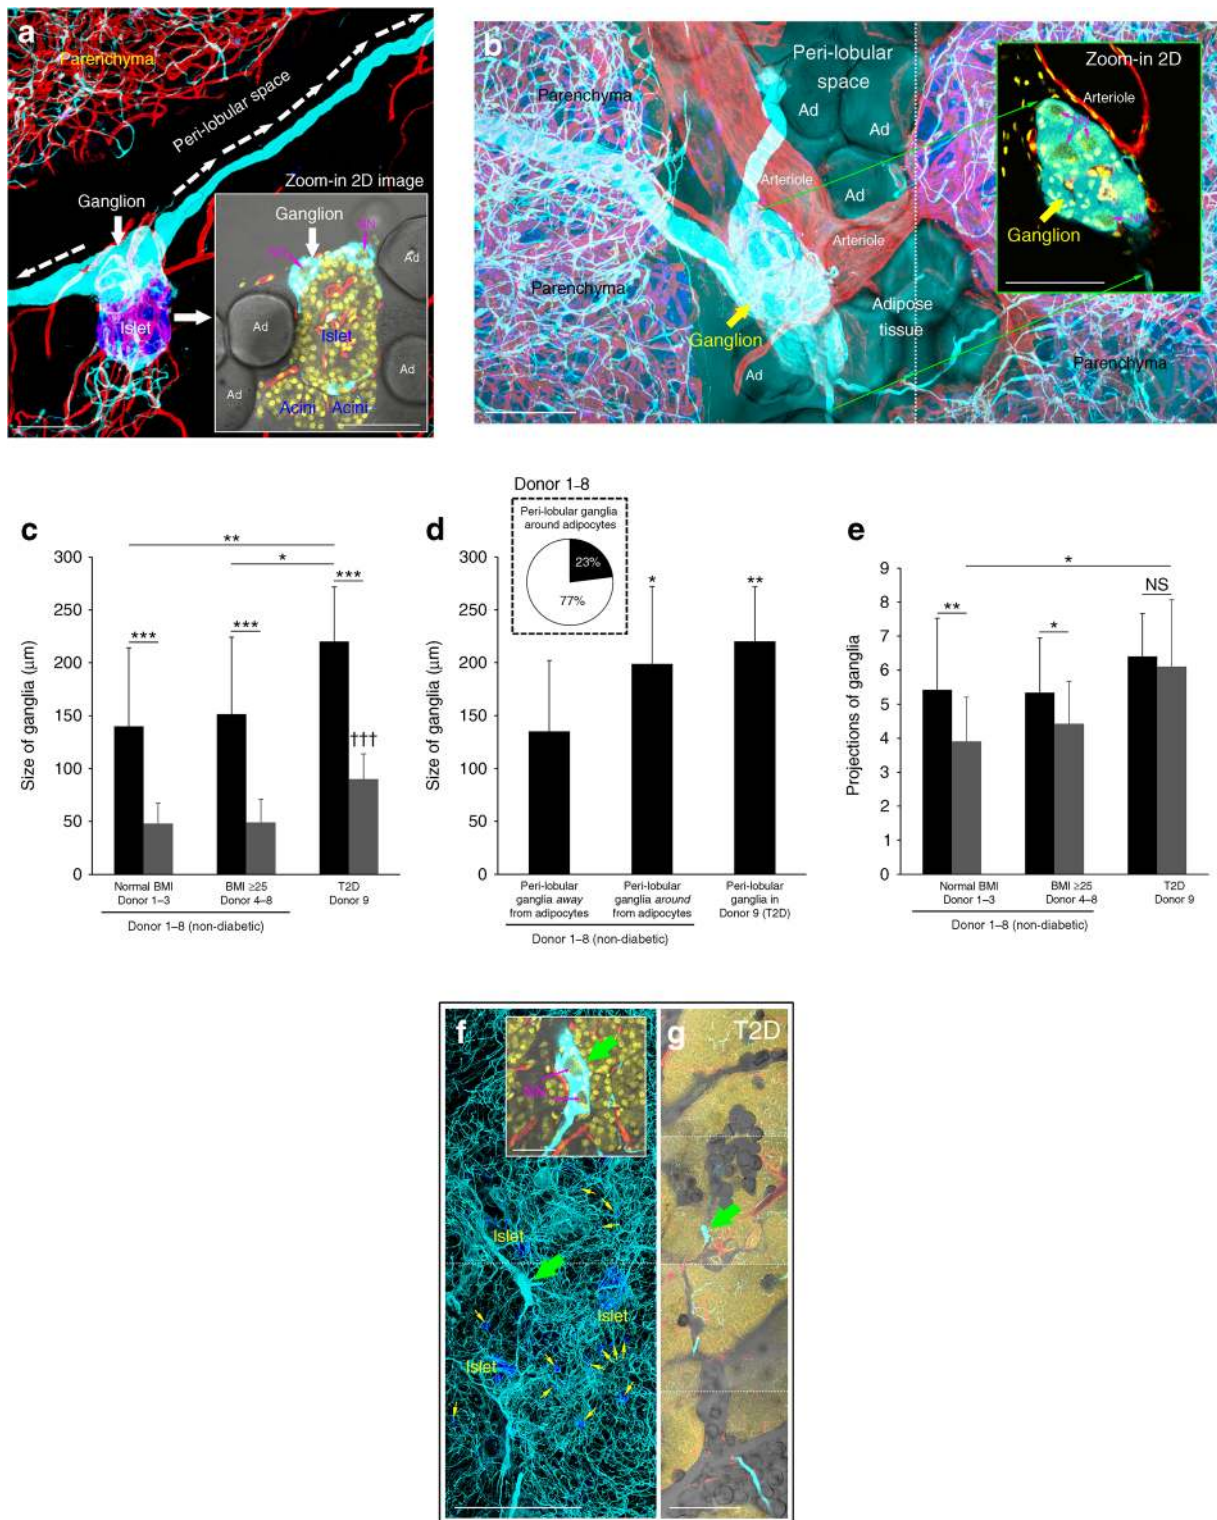 a
Parenchyma
Peri-lobular space
Ganglion
Islet
Zoom-in 2D image
Ganglion
NN
Ad
Ad
Islet
Ad
Ad
Acini
Acini
b
Peri-lobular
space
Parenchyma
Ad
Ad
Arteriole
Ad
Arteriole
Parenchyma
Ganglion
Adipose
tissue
Ad
Parenchyma
Zoom-in 2D
Arteriole
Ganglion
c
**
*
***
***
***
†††
Size of ganglia (μm)
300
250
200
150
100
50
0
Normal BMI
Donor 1–3
BMI ≥25
Donor 4–8
T2D
Donor 9
Donor 1–8 (non-diabetic)
d
Donor 1–8
Peri-lobular ganglia
around adipocytes
23%
77%
*
**
Size of ganglia (μm)
300
250
200
150
100
50
0
Peri-lobular
ganglia away
from adipocytes
Peri-lobular
ganglia around
from adipocytes
Peri-lobular
ganglia in
Donor 9 (T2D)
Donor 1–8 (non-diabetic)
e
*
**
*
NS
Projections of ganglia
9
8
7
6
5
4
3
2
1
0
Normal BMI
Donor 1–3
BMI ≥25
Donor 4–8
T2D
Donor 9
Donor 1–8 (non-diabetic)
f
Islet
Islet
Islet
g
T2D